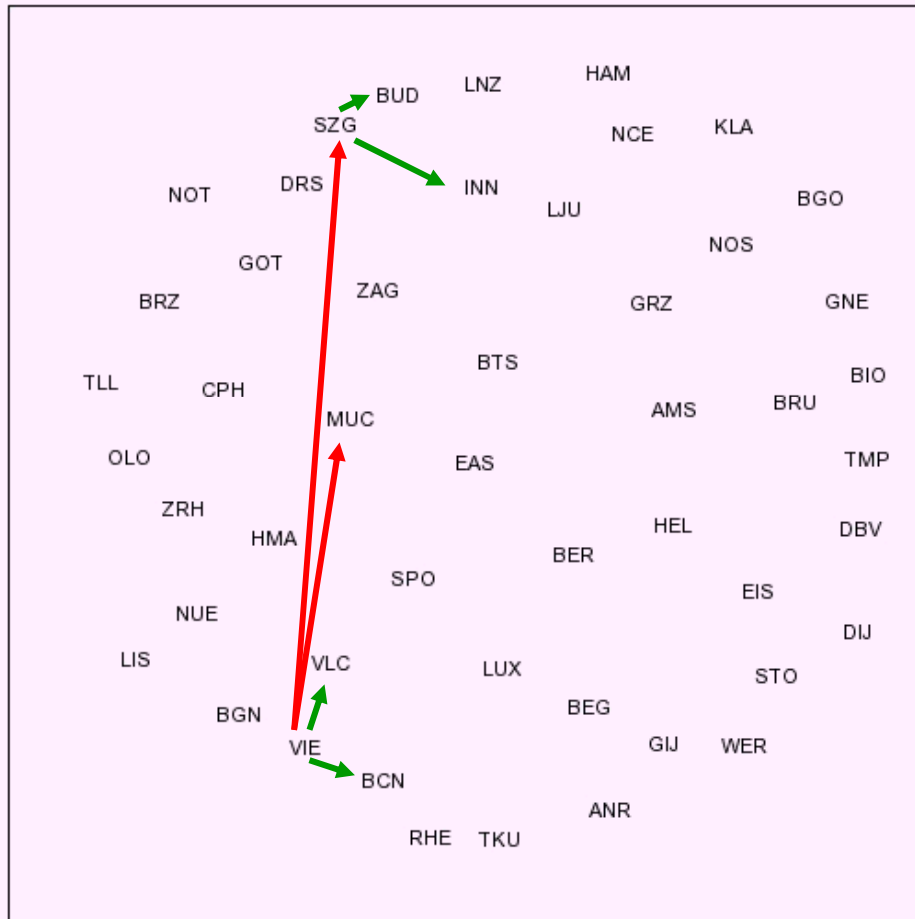 HAM
LNZ
BUD
SZG
KLA
NCE
DRS
INN
NOT
BGO
LJU
NOS
GOT
ZAG
BRZ
GRZ
GNE
BTS
BIO
TLL
CPH
BRU
AMS
MUC
OLO
EAS
TMP
ZRH
HEL
DBV
HMA
BER
SPO
EIS
NUE
DIJ
LIS
VLC
LUX
STO
BEG
BGN
GIJ
WER
VIE
BCN
ANR
RHE
TKU